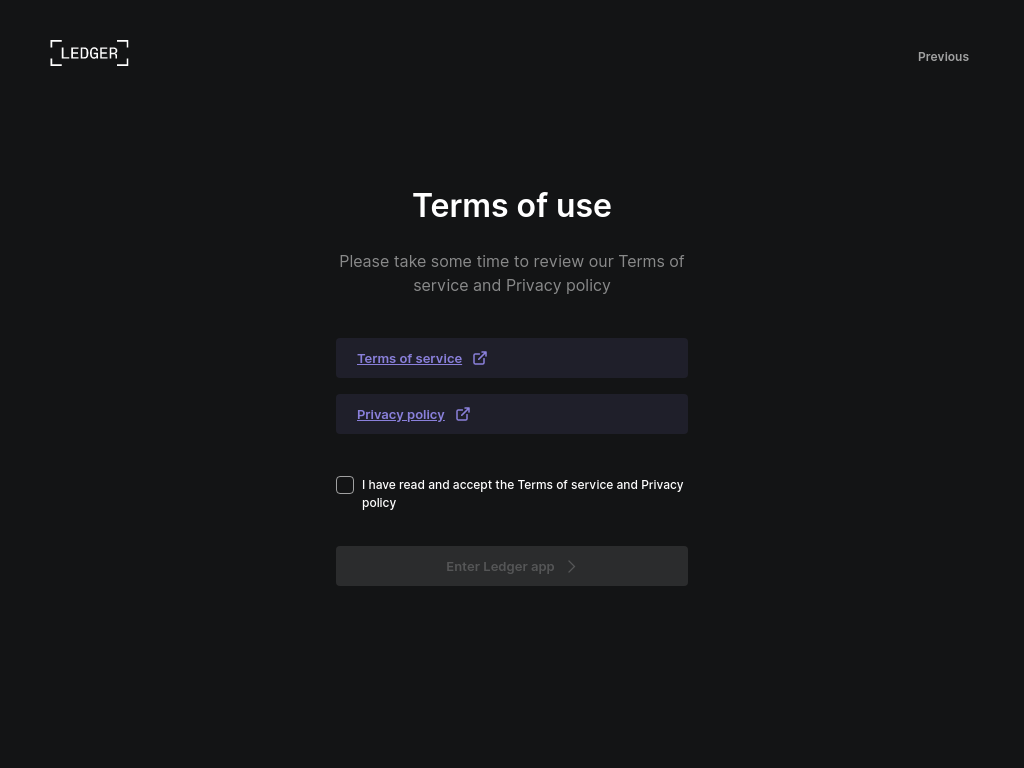 LEDGER
Previous
Terms of use
Please take some time to review our Terms of
service and Privacy policy
Terms of service
Privacy policy
I have read and accept the Terms of service and Privacy
policy
Enter Ledger app